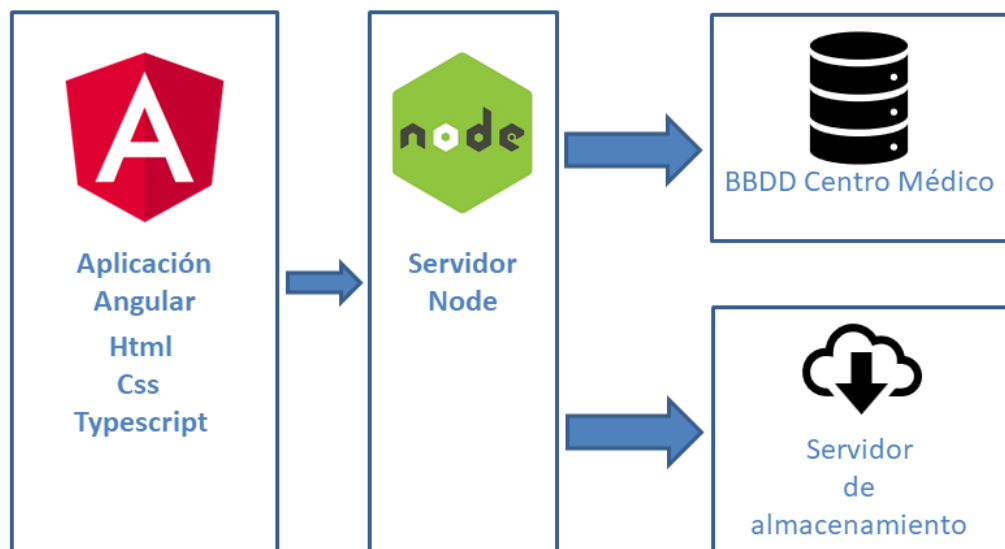 A
Aplicación
Angular
Html
Css
Typescript
node
Servidor
Node
BBDD Centro Médico
Servidor
de
almacenamiento